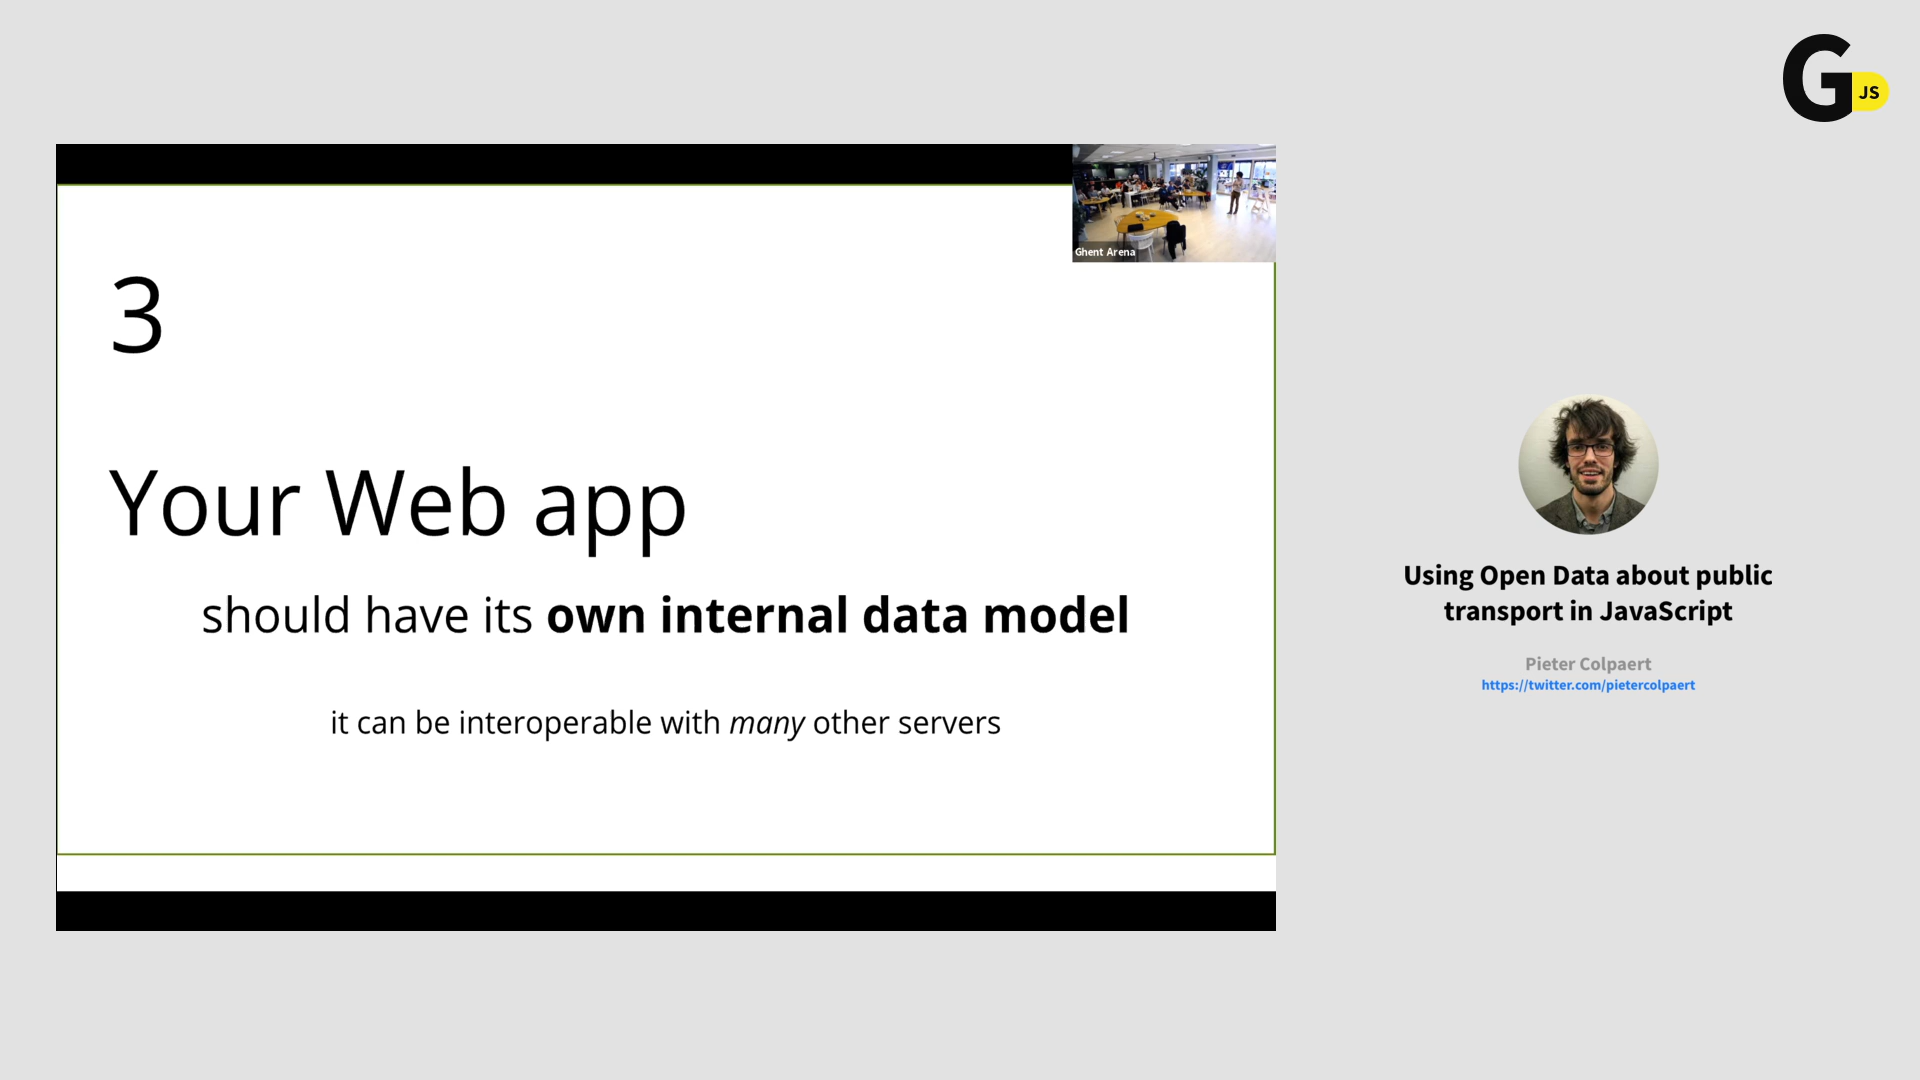 G
JS
Ghent Arena
3
Your Web app
should have its own internal data model
it can be interoperable with many other servers
Using Open Data about public
transport in JavaScript
Pieter Colpaert
https://twitter.com/pietercolpaert